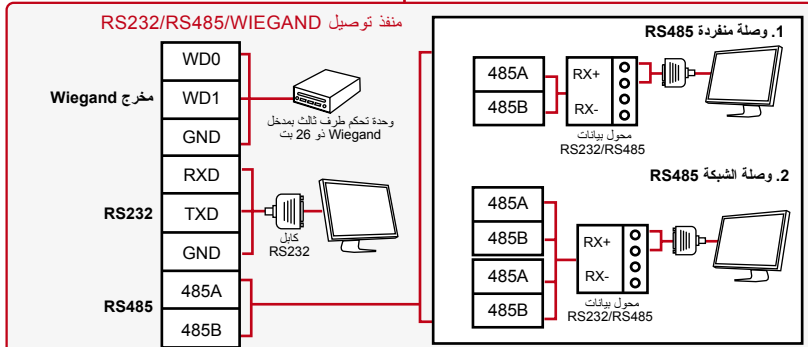 منفذ توصيل RS232/RS485/WIEGAND
مخرج Wiegand
WD0
WD1
GND
وحدة تحكم طرف ثالث بمدخل
Wiegand ذو 26 بت
RS232
RXD
TXD
GND
كابل
RS232
RS485
485A
485B
1. وصلة منفردة RS485
485A
485B
RX+
RX-
محول بيانات
RS232/RS485
2. وصلة الشبكة RS485
485A
485B
485A
485B
RX+
RX-
محول بيانات
RS232/RS485